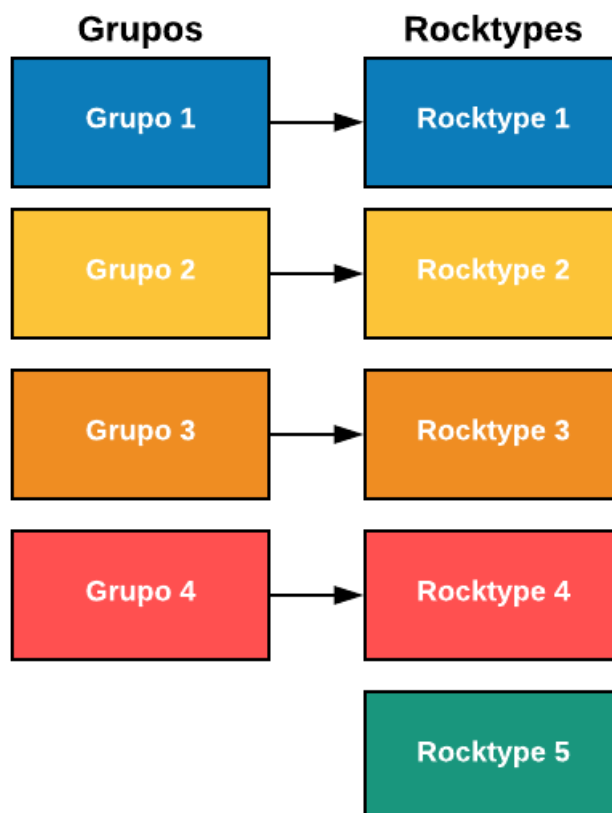 Grupos Rocktypes
Grupo 1 Rocktype 1
Grupo 2 Rocktype 2
Grupo 3 Rocktype 3
Grupo 4 Rocktype 4
Rocktype 5